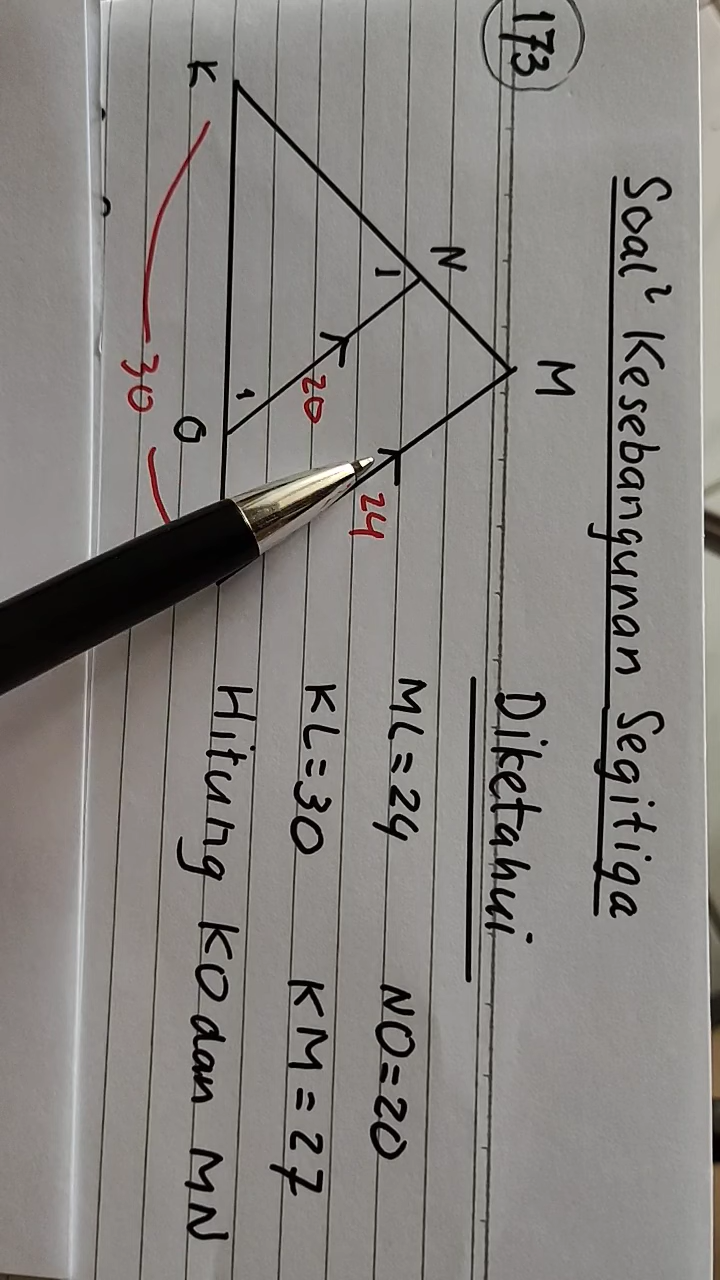 173
Soal² Kesebangunan Segitiga
M
Diketahui
N
1
24
ML = 24 NO = 20
20
KL = 30 KM = 27
K
1
O
Hitung KO dan MN
30